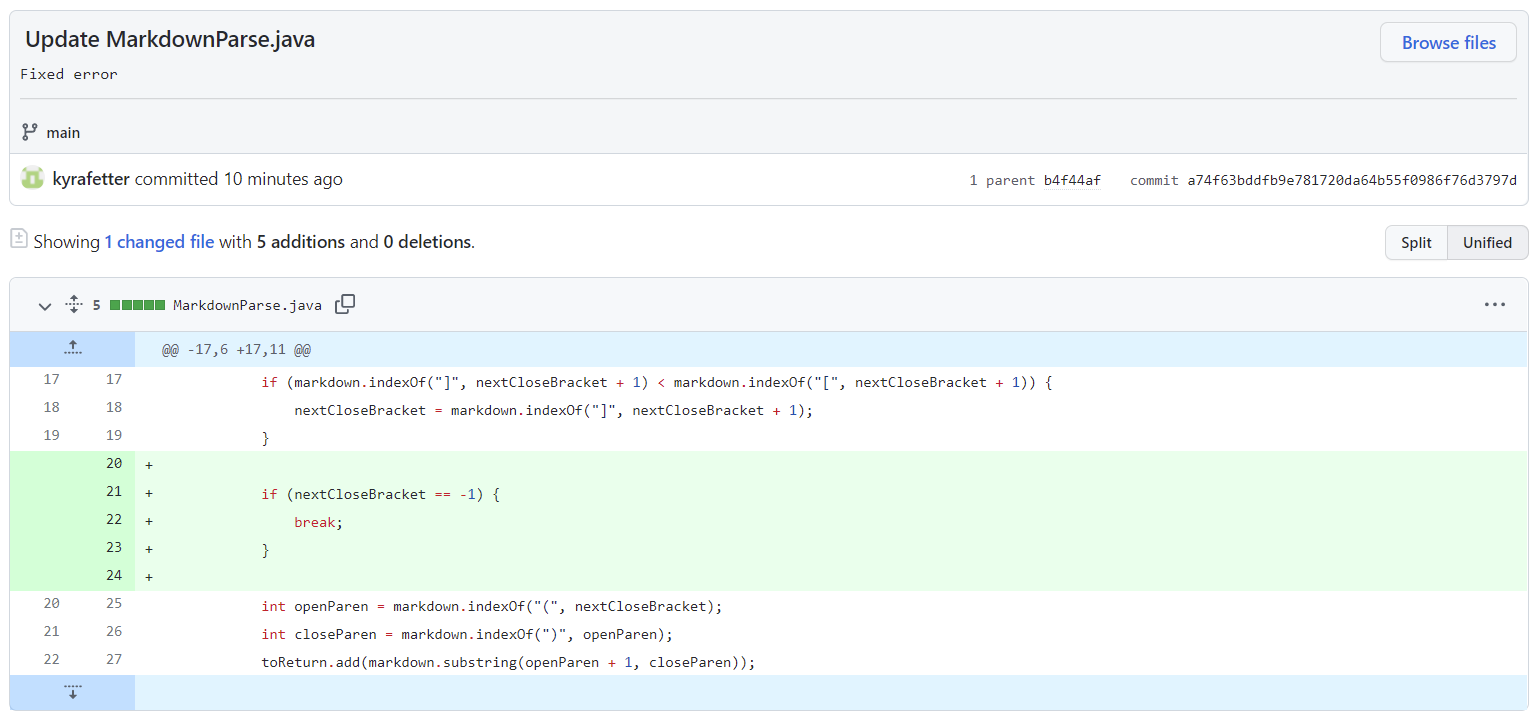 Update MarkdownParse.java
Browse files
Fixed error
main
kyrafetter committed 10 minutes ago
1 parent b4f44af commit a74f63bddfb9e781720da64b55f0986f76d3797d
Showing 1 changed file with 5 additions and 0 deletions.
Split Unified
5 MarkdownParse.java
@@ -17,6 +17,11 @@
17 17 if (markdown.indexOf("]", nextCloseBracket + 1) < markdown.indexOf("[", nextCloseBracket + 1)) {
18 18 nextCloseBracket = markdown.indexOf("]", nextCloseBracket + 1);
19 19 }
20 +
21 + if (nextCloseBracket == -1) {
22 + break;
23 + }
24 +
20 25 int openParen = markdown.indexOf("(", nextCloseBracket);
21 26 int closeParen = markdown.indexOf(")", openParen);
22 27 toReturn.add(markdown.substring(openParen + 1, closeParen));